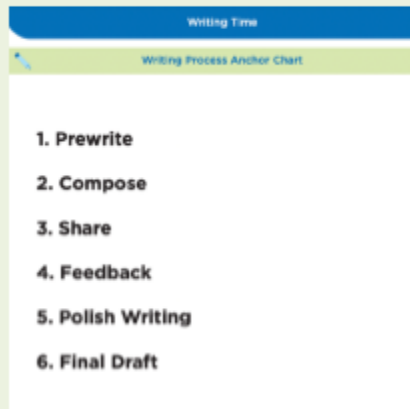 Writing Time
Writing Process Anchor Chart
1. Prewrite
2. Compose
3. Share
4. Feedback
5. Polish Writing
6. Final Draft